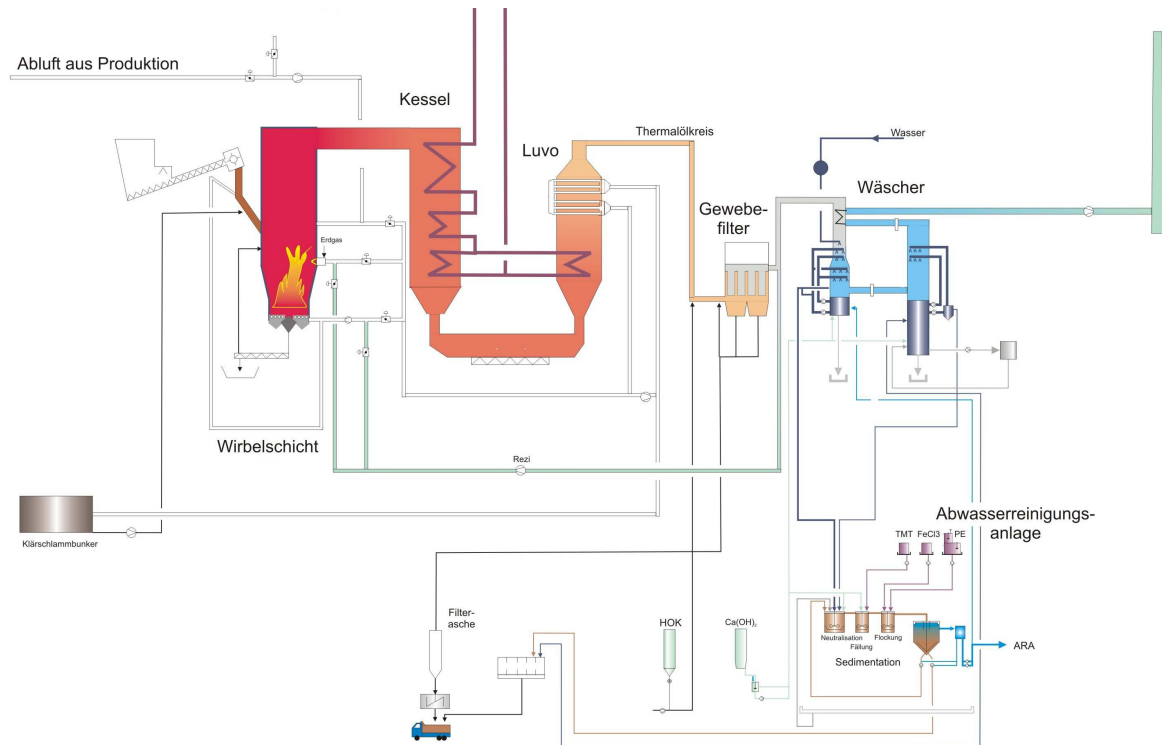 Abluft aus Produktion
Kessel
Thermalölkreis
Luvo
Wasser
Wäscher
Gewebe-
filter
Erdgas
Wirbelschicht
Rezi
Klärschlammbunker
Abwasserreinigungs-
anlage
TMT
FeCl3
PE
Filter-
asche
HOK
Ca(OH)₂
Neutralisation
Fällung
Flockung
Sedimentation
ARA